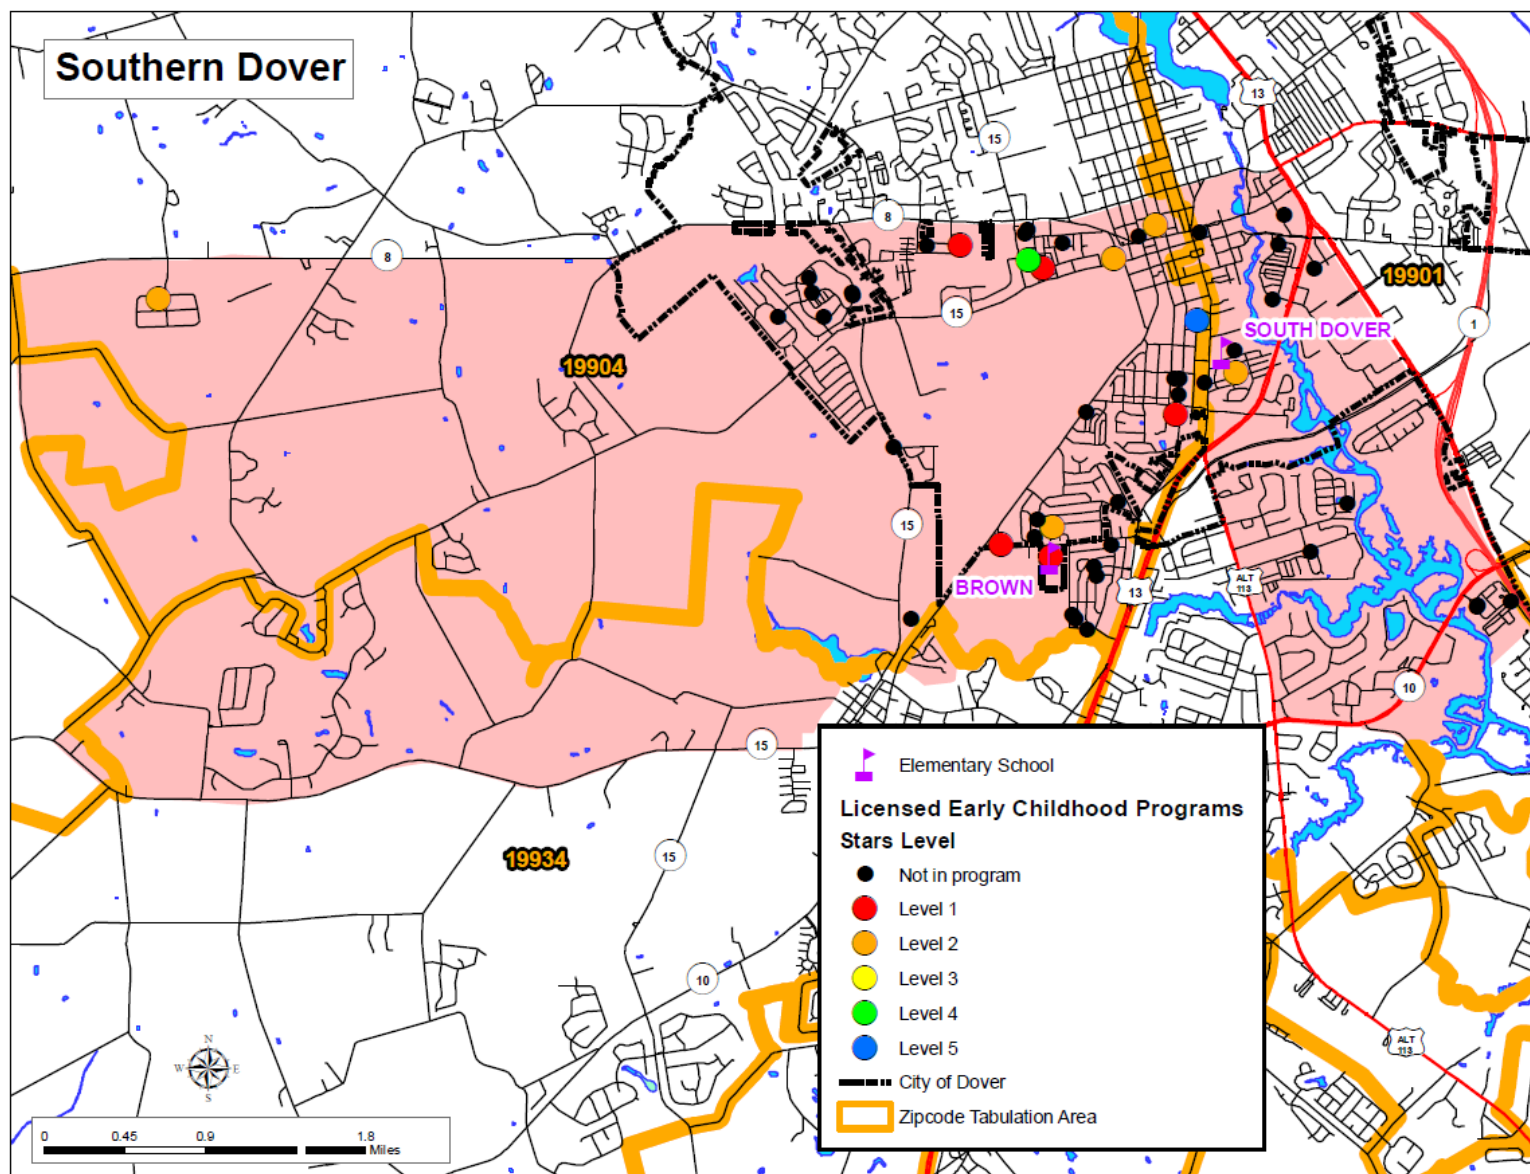 Southern Dover
13
15
8
8
19901
15
1
SOUTH DOVER
19904
15
BROWN
13
ALT
113
10
15
19934
15
10
ALT
113
Elementary School
Licensed Early Childhood Programs
Stars Level
Not in program
Level 1
Level 2
Level 3
Level 4
Level 5
City of Dover
Zipcode Tabulation Area
N
W E
S
0 0.45 0.9 1.8
Miles